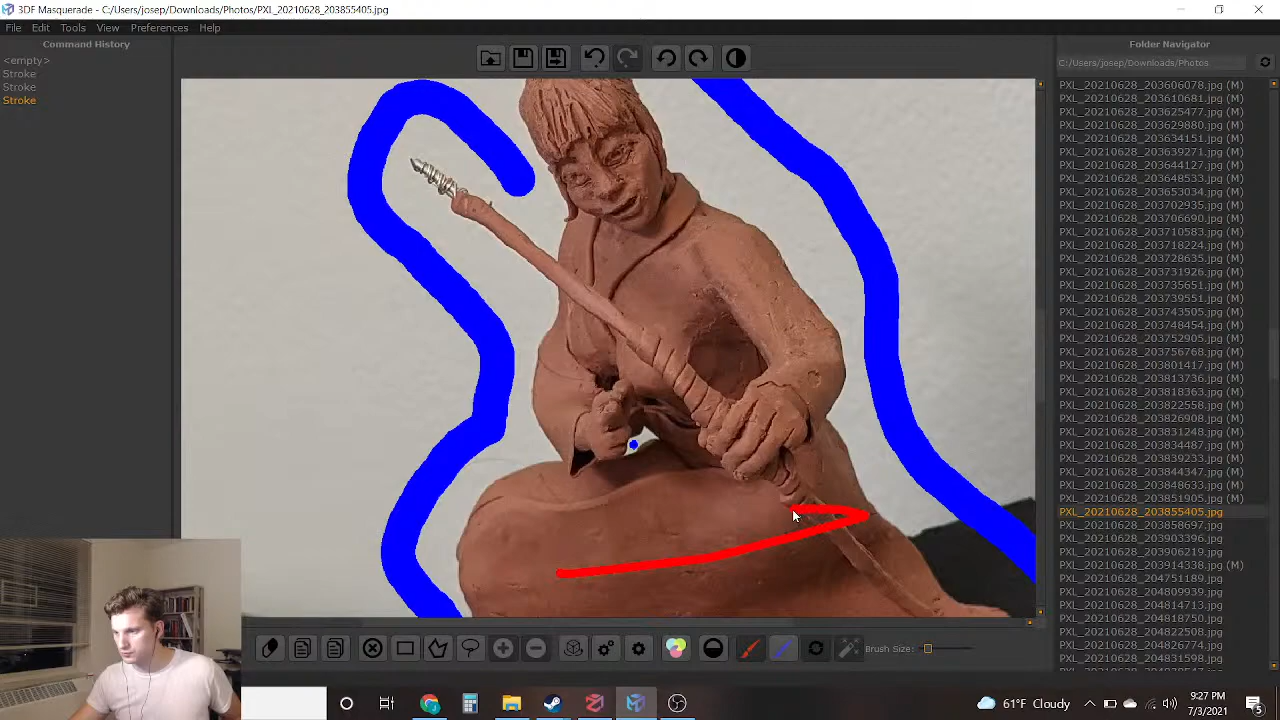 3DF Masquerade - C:/Users/josep/Downloads/Photos/PXL_20210628_203855405.jpg
File Edit Tools View Preferences Help
Command History
<empty>
Stroke
Stroke
Stroke
Folder Navigator
C:/Users/josep/Downloads/Photos
PXL_20210628_203606078.jpg (M)
PXL_20210628_203610681.jpg (M)
PXL_20210628_203625477.jpg (M)
PXL_20210628_203629880.jpg (M)
PXL_20210628_203634151.jpg (M)
PXL_20210628_203639271.jpg (M)
PXL_20210628_203644127.jpg (M)
PXL_20210628_203648533.jpg (M)
PXL_20210628_203653034.jpg (M)
PXL_20210628_203702935.jpg (M)
PXL_20210628_203706690.jpg (M)
PXL_20210628_203710583.jpg (M)
PXL_20210628_203718224.jpg (M)
PXL_20210628_203728635.jpg (M)
PXL_20210628_203731926.jpg (M)
PXL_20210628_203735651.jpg (M)
PXL_20210628_203739551.jpg (M)
PXL_20210628_203743505.jpg (M)
PXL_20210628_203748454.jpg (M)
PXL_20210628_203752905.jpg (M)
PXL_20210628_203756768.jpg (M)
PXL_20210628_203801417.jpg (M)
PXL_20210628_203813736.jpg (M)
PXL_20210628_203818363.jpg (M)
PXL_20210628_203822558.jpg (M)
PXL_20210628_203826908.jpg (M)
PXL_20210628_203831248.jpg (M)
PXL_20210628_203834487.jpg (M)
PXL_20210628_203839233.jpg (M)
PXL_20210628_203844347.jpg (M)
PXL_20210628_203848633.jpg (M)
PXL_20210628_203851905.jpg (M)
PXL_20210628_203855405.jpg
PXL_20210628_203858697.jpg
PXL_20210628_203903396.jpg
PXL_20210628_203906219.jpg
PXL_20210628_203914338.jpg (M)
PXL_20210628_204751189.jpg
PXL_20210628_204809939.jpg
PXL_20210628_204814713.jpg
PXL_20210628_204818750.jpg
PXL_20210628_204822508.jpg
PXL_20210628_204826774.jpg
PXL_20210628_204831598.jpg
Brush Size:
61°F Cloudy
9:27 PM
7/3/2021
5